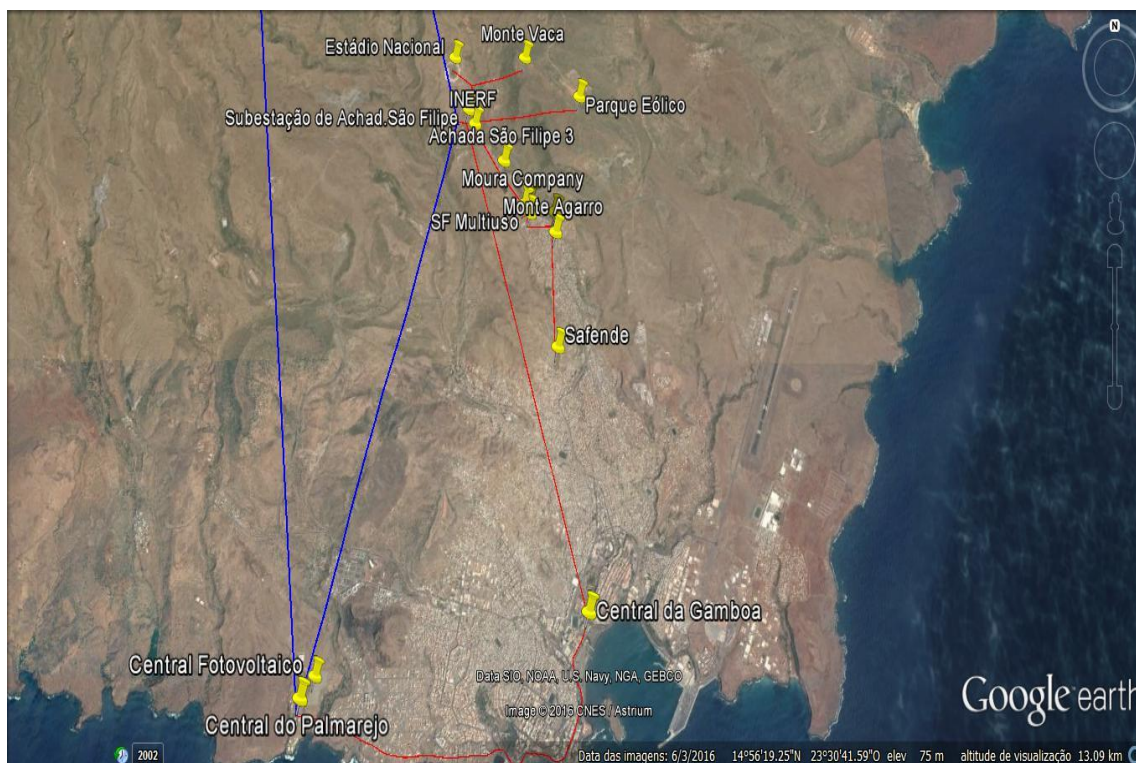 N
Estádio Nacional
Monte Vaca
INERF
Parque Eólico
Subestação de Achad.São Filipe
Achada São Filipe 3
Moura Company
Monte Agarro
SF Multiuso
Safende
Central da Gamboa
Central Fotovoltaico
Data SIO, NOAA, U.S. Navy, NGA, GEBCO
Google earth
Image © 2016 CNES / Astrium
Central do Palmarejo
2002
Data das imagens: 6/3/2016 14°56'19.25"N 23°30'41.59"O elev 75 m altitude de visualização 13.09 km